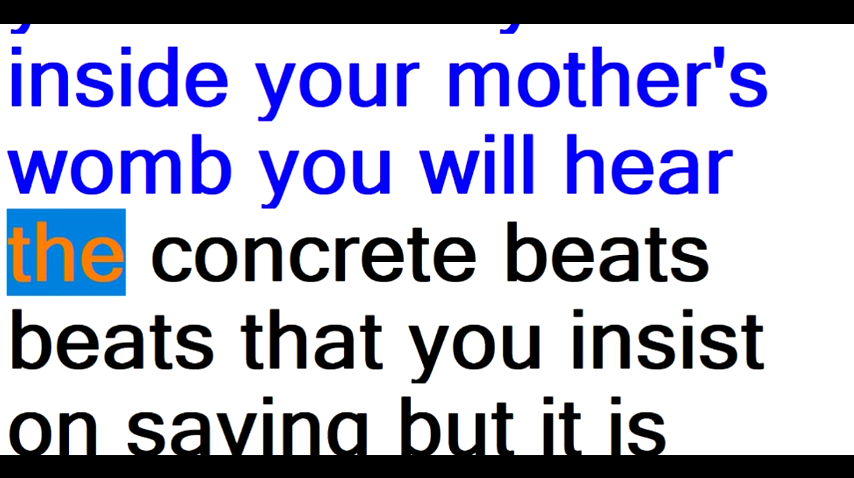 inside your mother's
womb you will hear
the concrete beats
beats that you insist
on saying but it is